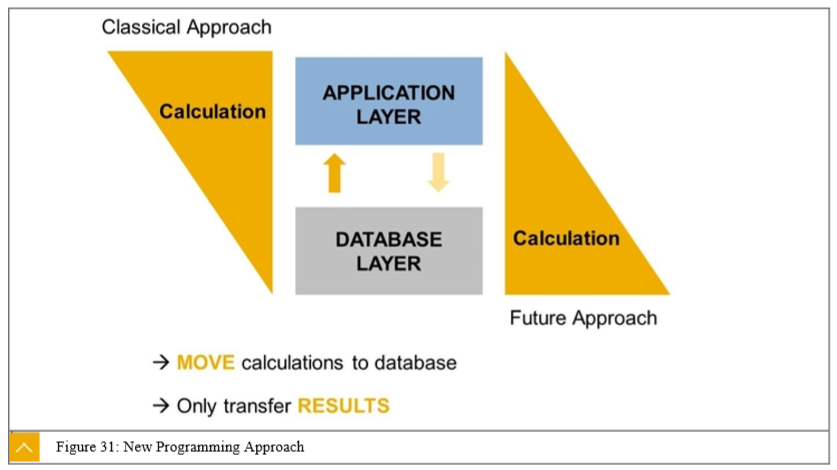 Classical Approach
Calculation
APPLICATION
LAYER
DATABASE
LAYER
Calculation
Future Approach
→ MOVE calculations to database
→ Only transfer RESULTS
Figure 31: New Programming Approach